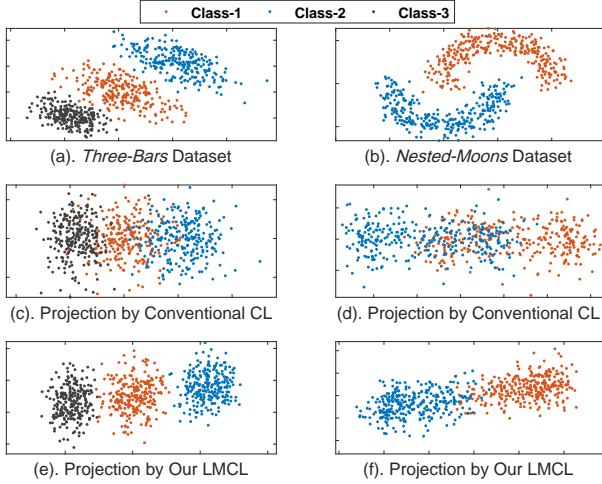 Class-1 Class-2 Class-3
(a). Three-Bars Dataset
(b). Nested-Moons Dataset
(c). Projection by Conventional CL
(d). Projection by Conventional CL
(e). Projection by Our LMCL
(f). Projection by Our LMCL